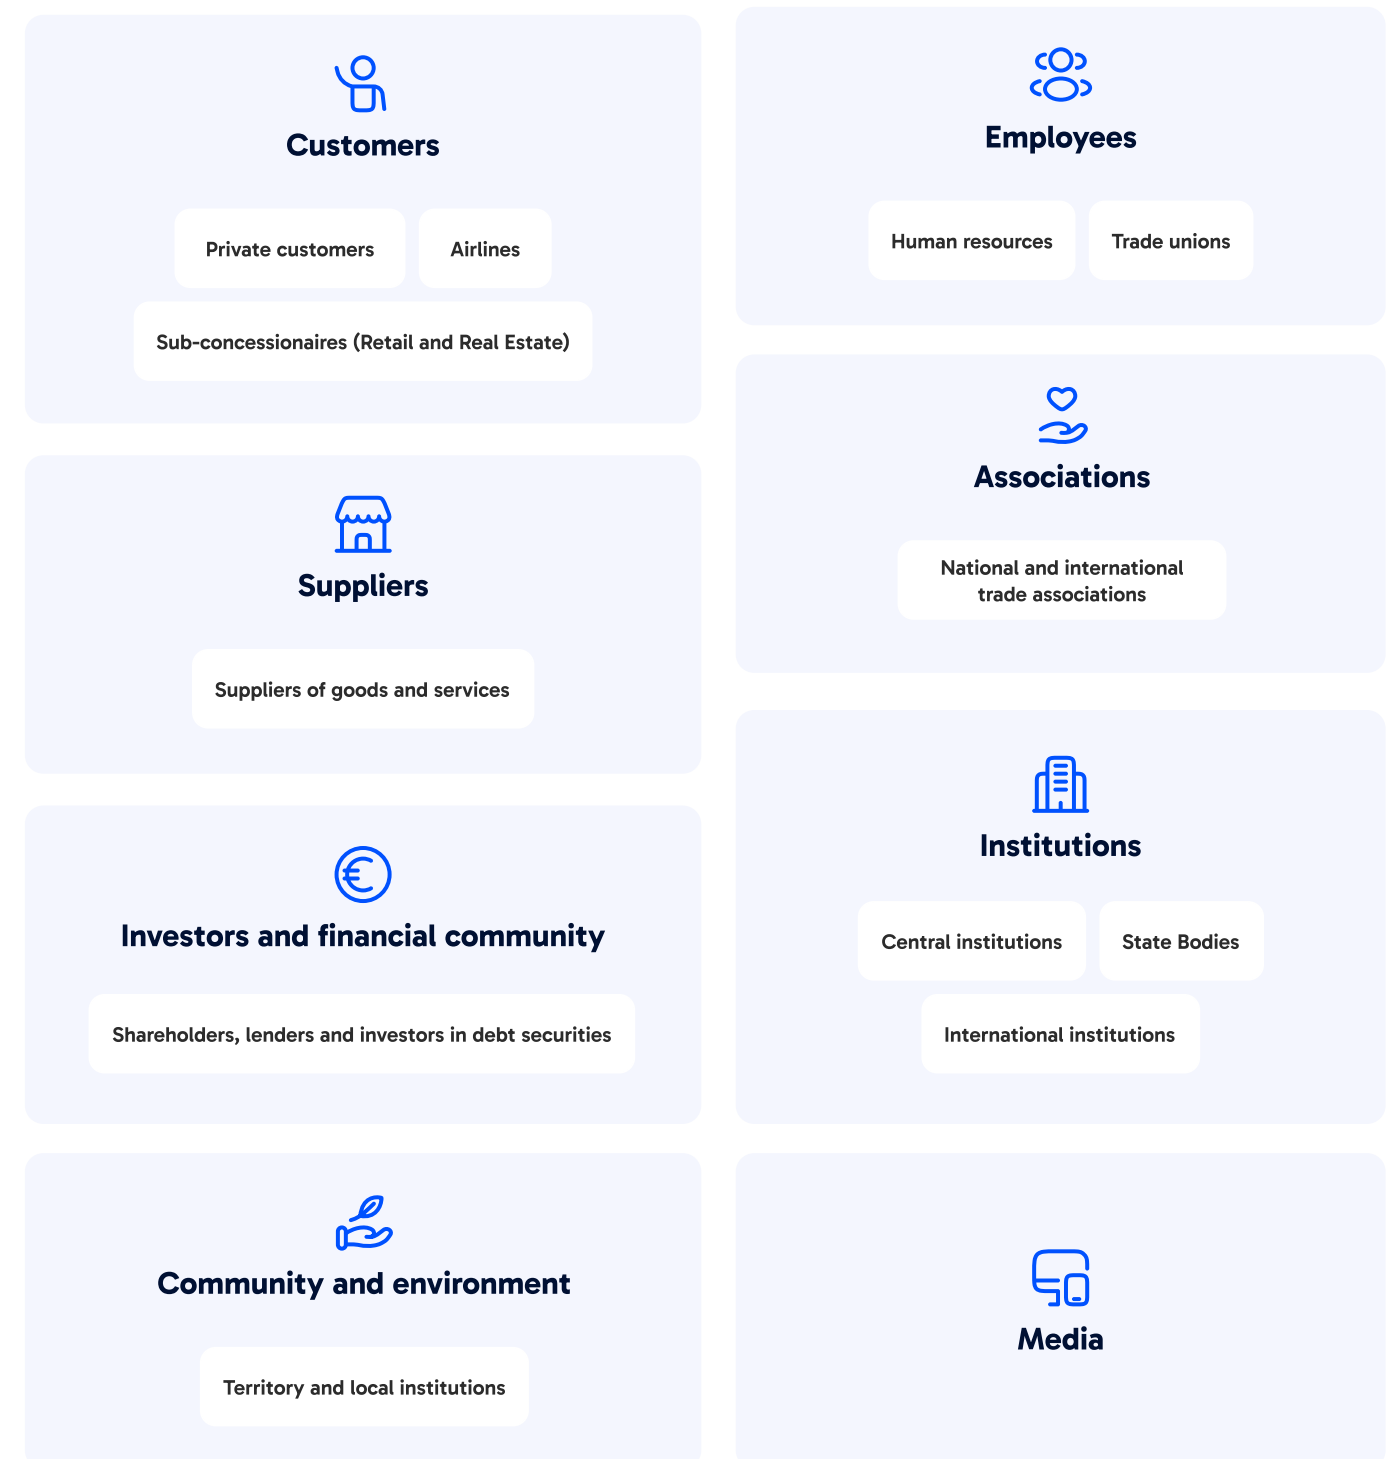 Customers
Private customers
Airlines
Sub-concessionaires (Retail and Real Estate)
Employees
Human resources
Trade unions
Suppliers
Suppliers of goods and services
Associations
National and international
trade associations
Investors and financial community
Shareholders, lenders and investors in debt securities
Institutions
Central institutions
State Bodies
International institutions
Community and environment
Territory and local institutions
Media